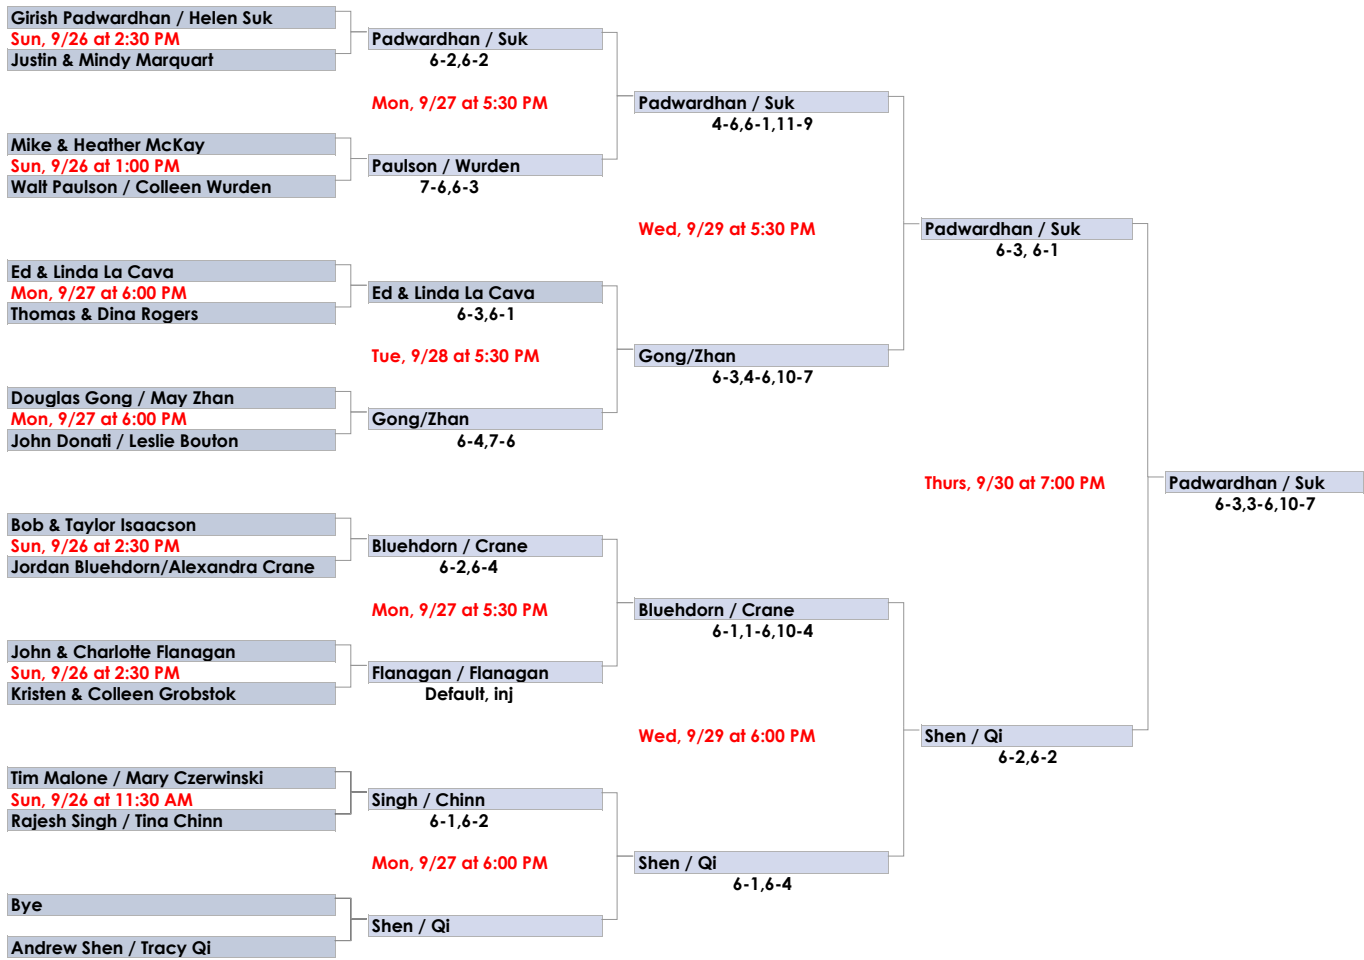 Girish Padwardhan / Helen Suk
Sun, 9/26 at 2:30 PM
Justin & Mindy Marquart
Mike & Heather McKay
Sun, 9/26 at 1:00 PM
Walt Paulson / Colleen Wurden
Ed & Linda La Cava
Mon, 9/27 at 6:00 PM
Thomas & Dina Rogers
Douglas Gong / May Zhan
Mon, 9/27 at 6:00 PM
John Donati / Leslie Bouton
Bob & Taylor Isaacson
Sun, 9/26 at 2:30 PM
Jordan Bluehdorn/Alexandra Crane
John & Charlotte Flanagan
Sun, 9/26 at 2:30 PM
Kristen & Colleen Grobstok
Tim Malone / Mary Czerwinski
Sun, 9/26 at 11:30 AM
Rajesh Singh / Tina Chinn
Bye
Andrew Shen / Tracy Qi
Padwardhan / Suk
6-2,6-2
Mon, 9/27 at 5:30 PM
Paulson / Wurden
7-6,6-3
Ed & Linda La Cava
6-3,6-1
Tue, 9/28 at 5:30 PM
Gong/Zhan
6-4,7-6
Bluehdorn / Crane
6-2,6-4
Mon, 9/27 at 5:30 PM
Flanagan / Flanagan
Default, inj
Singh / Chinn
6-1,6-2
Mon, 9/27 at 6:00 PM
Shen / Qi
Padwardhan / Suk
4-6,6-1,11-9
Wed, 9/29 at 5:30 PM
Gong/Zhan
6-3,4-6,10-7
Bluehdorn / Crane
6-1,1-6,10-4
Wed, 9/29 at 6:00 PM
Shen / Qi
6-1,6-4
Padwardhan / Suk
6-3, 6-1
Thurs, 9/30 at 7:00 PM
Shen / Qi
6-2,6-2
Padwardhan / Suk
6-3,3-6,10-7